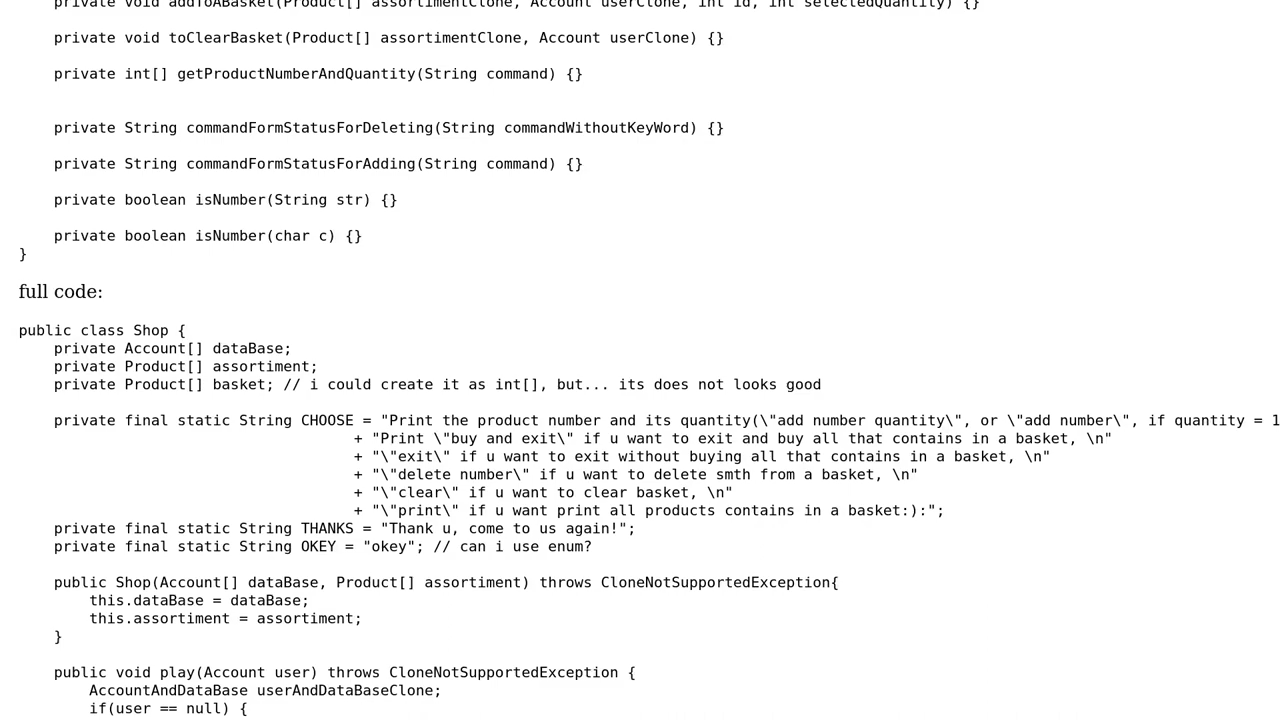 private void addToABasket(Product[] assortimentClone, Account userClone, int id, int selectedQuantity) {}
private void toClearBasket(Product[] assortimentClone, Account userClone) {}
private int[] getProductNumberAndQuantity(String command) {}
private String commandFormStatusForDeleting(String commandWithoutKeyWord) {}
private String commandFormStatusForAdding(String command) {}
private boolean isNumber(String str) {}
private boolean isNumber(char c) {}
}
full code:
public class Shop {
private Account[] dataBase;
private Product[] assortiment;
private Product[] basket; // i could create it as int[], but... its does not looks good
private final static String CHOOSE = "Print the product number and its quantity(\"add number quantity\", or \"add number\", if quantity = 1
+ "Print \"buy and exit\" if u want to exit and buy all that contains in a basket, \n"
+ "\"exit\" if u want to exit without buying all that contains in a basket, \n"
+ "\"delete number\" if u want to delete smth from a basket, \n"
+ "\"clear\" if u want to clear basket, \n"
+ "\"print\" if u want print all products contains in a basket:):";
private final static String THANKS = "Thank u, come to us again!";
private final static String OKEY = "okey"; // can i use enum?
public Shop(Account[] dataBase, Product[] assortiment) throws CloneNotSupportedException{
this.dataBase = dataBase;
this.assortiment = assortiment;
}
public void play(Account user) throws CloneNotSupportedException {
AccountAndDataBase userAndDataBaseClone;
if(user == null) {